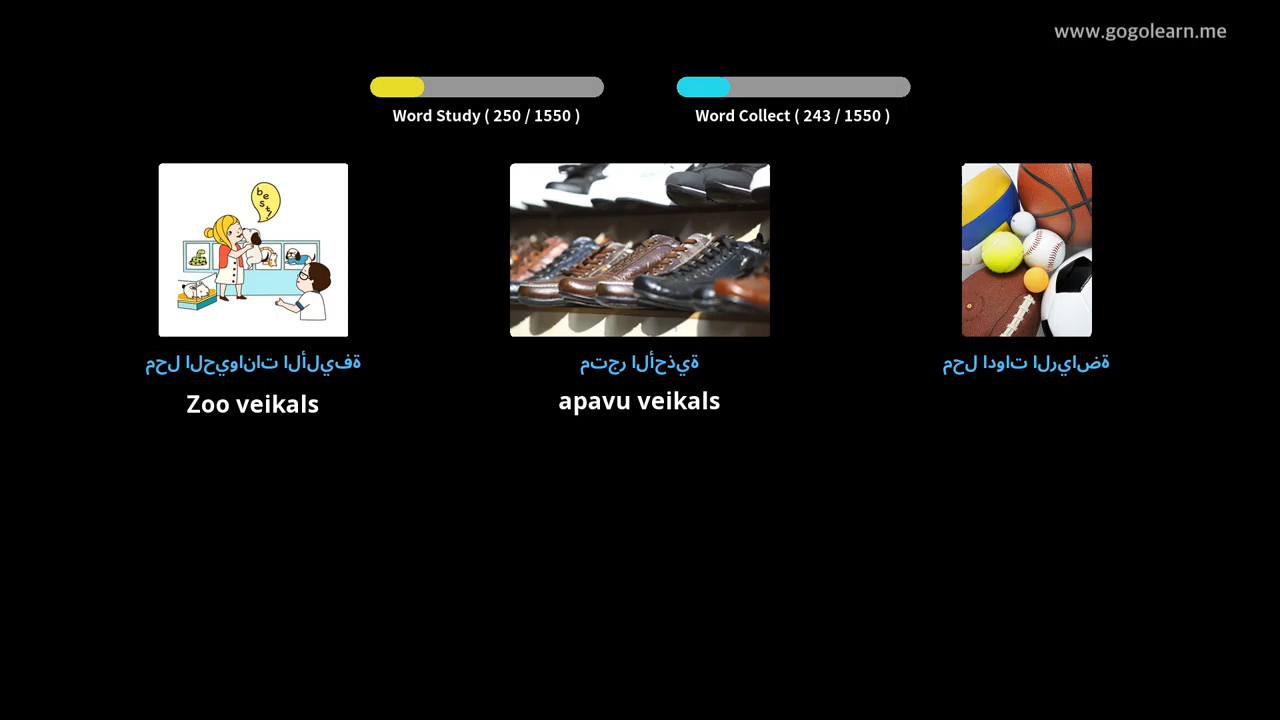 www.gogolearn.me
Word Study ( 250 / 1550 )
Word Collect ( 243 / 1550 )
best!
محل الحيوانات الأليفة
متجر الأحذية
محل ادوات الرياضة
Zoo veikals
apavu veikals